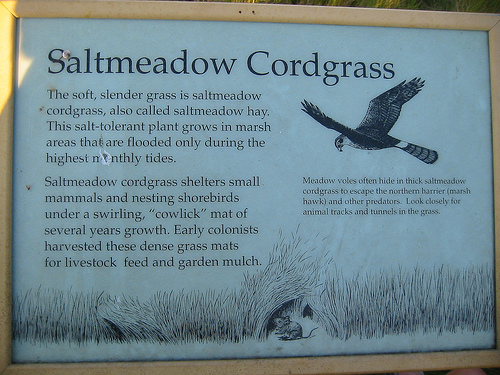 Saltmeadow Cordgrass
The soft, slender grass is saltmeadow
cordgrass, also called saltmeadow hay.
This salt-tolerant plant grows in marsh
areas that are flooded only during the
highest monthly tides.
Saltmeadow cordgrass shelters small
mammals and nesting shorebirds
under a swirling, “cowlick” mat of
several years growth. Early colonists
harvested these dense grass mats
for livestock feed and garden mulch.
Meadow voles often hide in thick saltmeadow
cordgrass to escape the northern harrier (marsh
hawk) and other predators. Look closely for
animal tracks and tunnels in the grass.